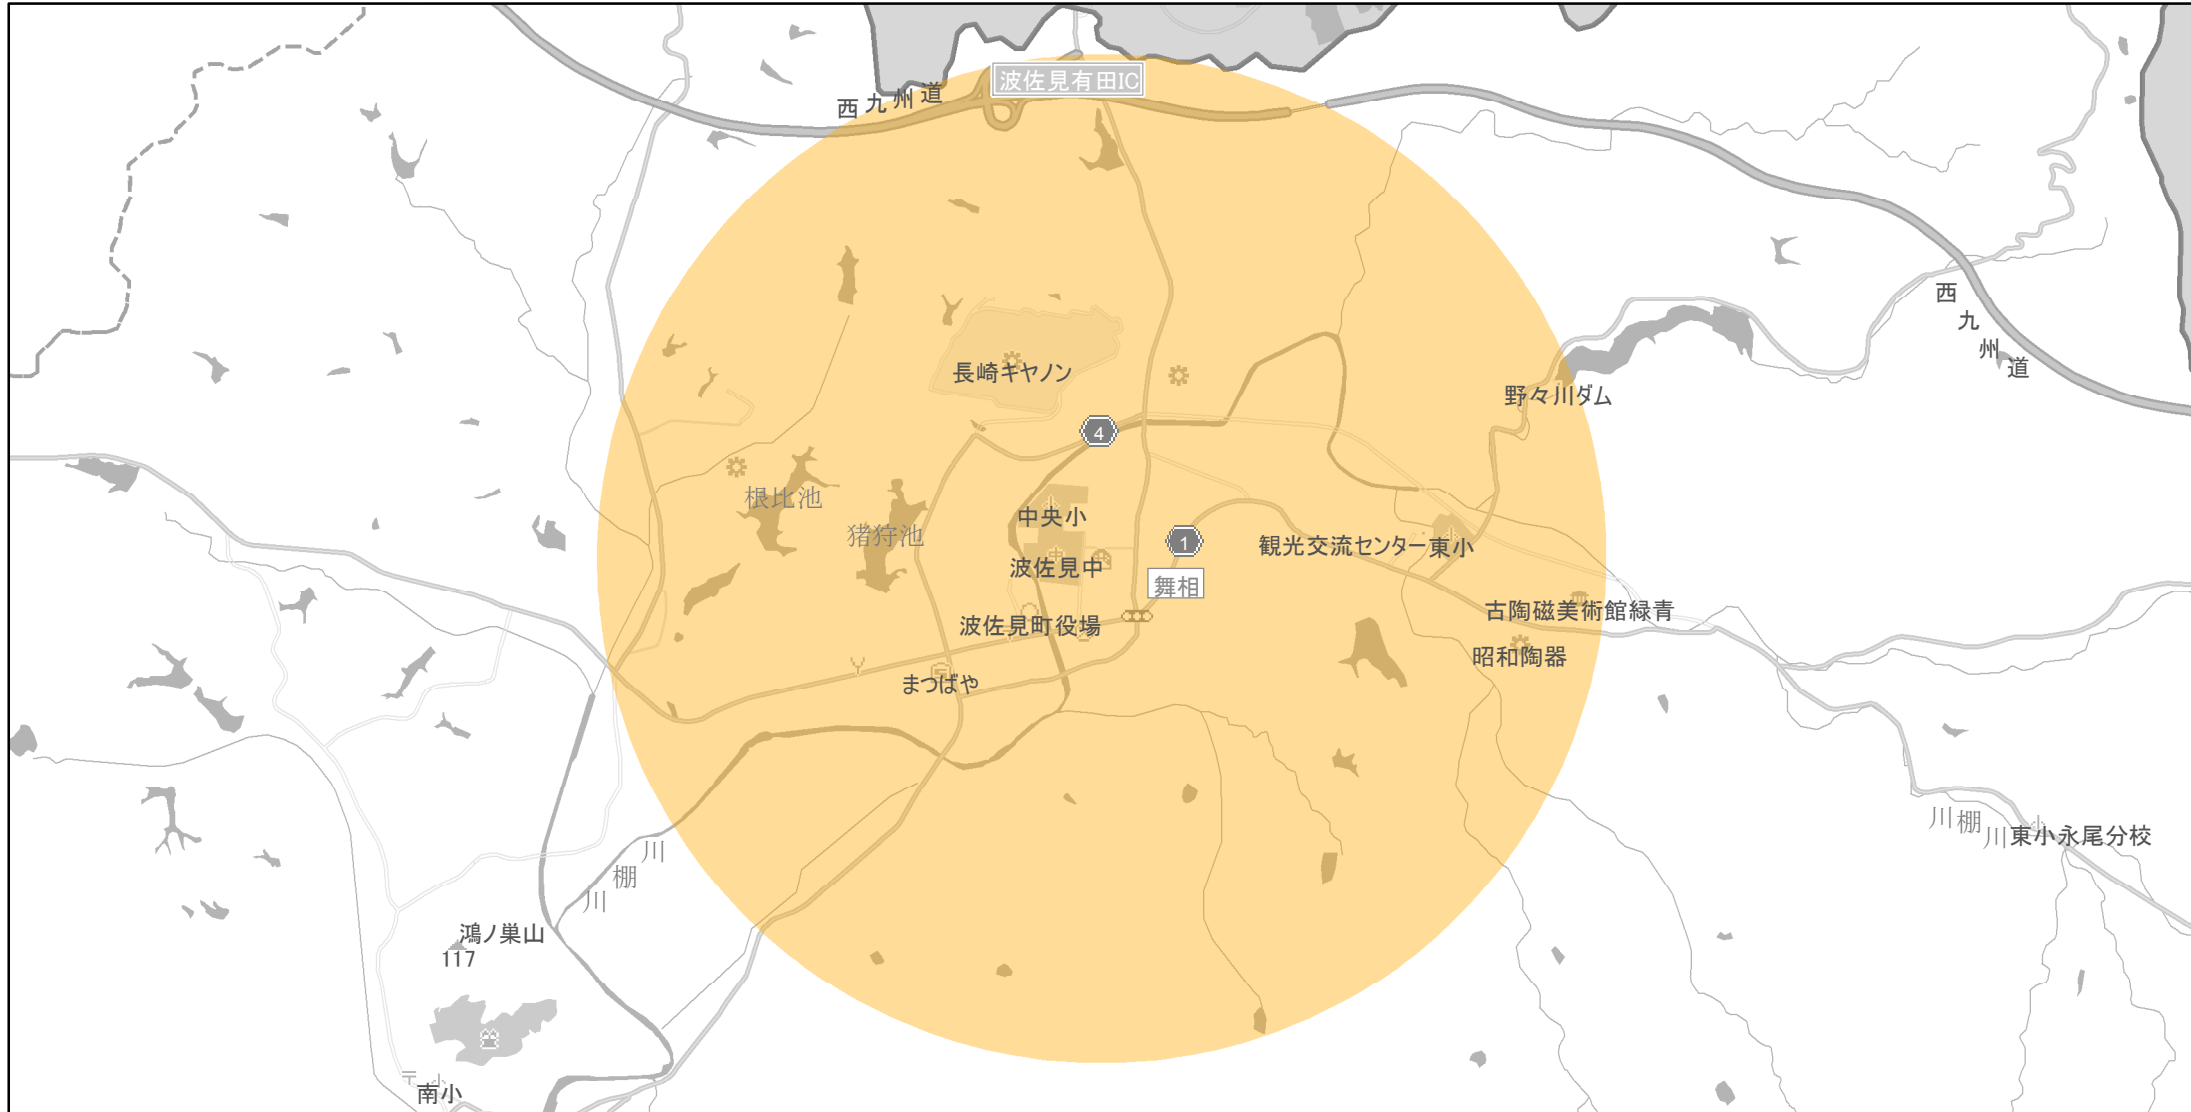 波佐見有田IC
西九州道
西九州道
長崎キヤノン
野々川ダム
4
根比池
中央小
猪狩池
1
観光交流センター
東小
波佐見中
中
舞相
波佐見町役場
古陶磁美術館緑青
昭和陶器
まつばや
川棚川
川棚川
小
東小永尾分校
鴻ノ巣山
117
〒
小
南小